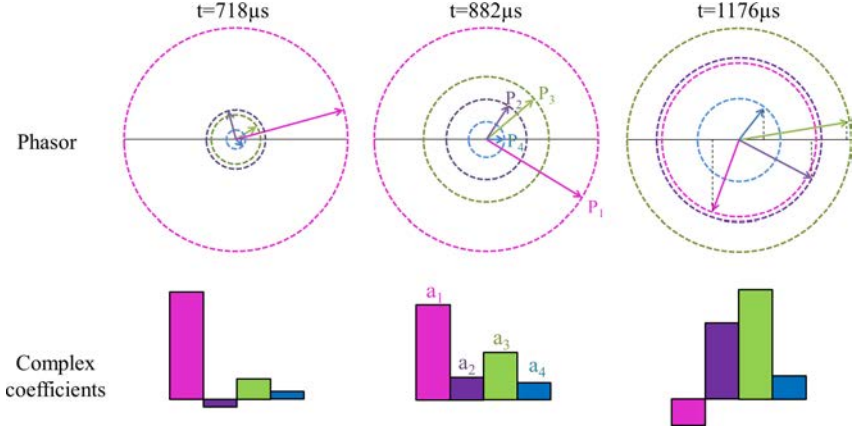 t=718µs t=882µs t=1176µs
Phasor
P₂ P₃
P₄
P₁
a₁
a₃
a₂ a₄
Complex
coefficients